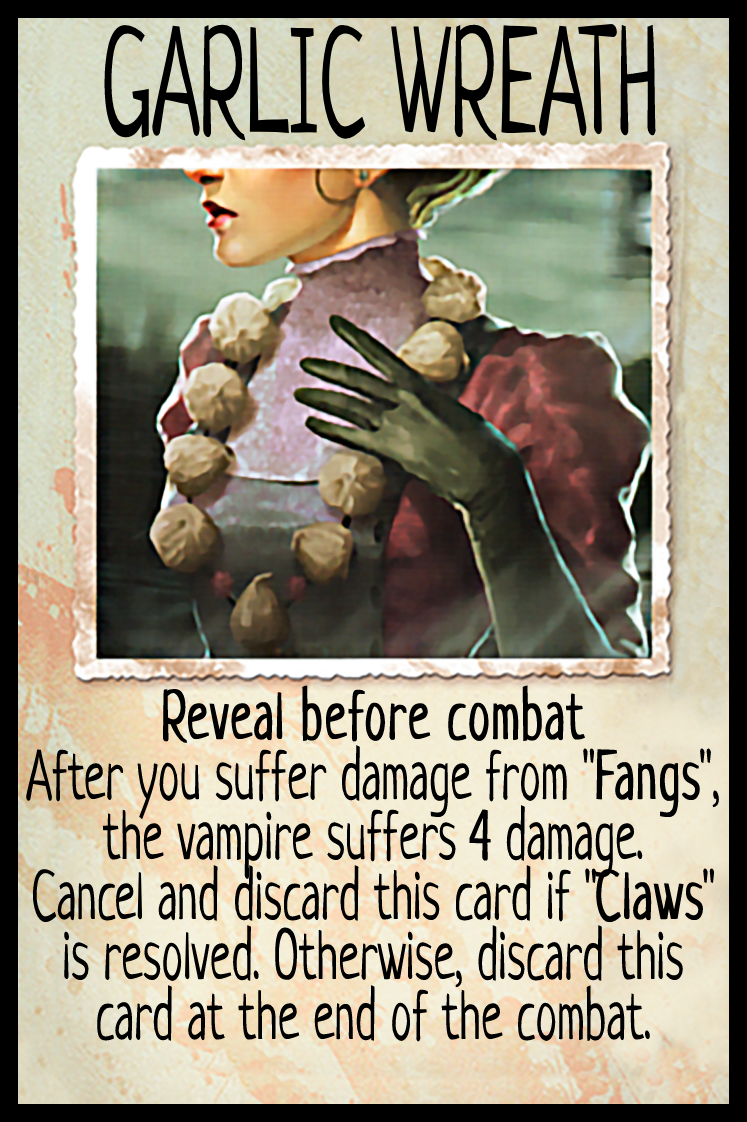 GARLIC WREATH
Reveal before combat
After you suffer damage from "Fangs",
the vampire suffers 4 damage.
Cancel and discard this card if "Claws"
is resolved. Otherwise, discard this
card at the end of the combat.